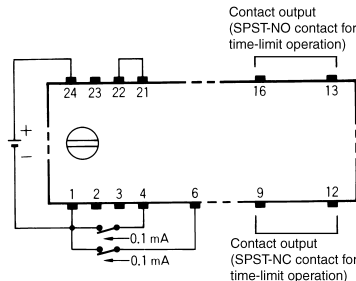 Contact output
(SPST-NO contact for
time-limit operation)
24 23 22 21 16 13
+
−
1 2 3 4 6 9 12
0.1 mA
0.1 mA
Contact output
(SPST-NC contact for
time-limit operation)